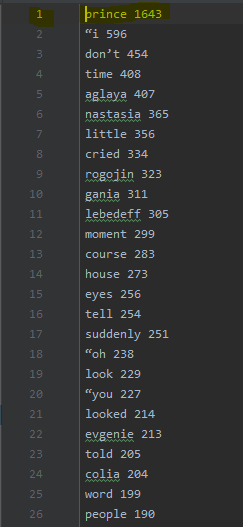 1 prince 1643
2 “i 596
3 don’t 454
4 time 408
5 aglaya 407
6 nastasia 365
7 little 356
8 cried 334
9 rogojin 323
10 gania 311
11 lebedeff 305
12 moment 299
13 course 283
14 house 273
15 eyes 256
16 tell 254
17 suddenly 251
18 “oh 238
19 look 229
20 “you 227
21 looked 214
22 evgenie 213
23 told 205
24 colia 204
25 word 199
26 people 190